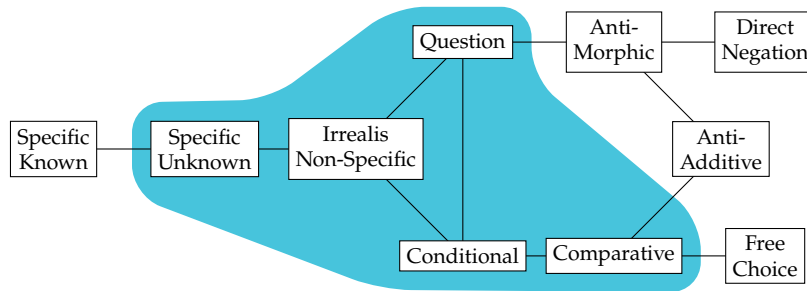 Question
Anti-
Morphic
Direct
Negation
Specific
Known
Specific
Unknown
Irrealis
Non-Specific
Anti-
Additive
Conditional
Comparative
Free
Choice